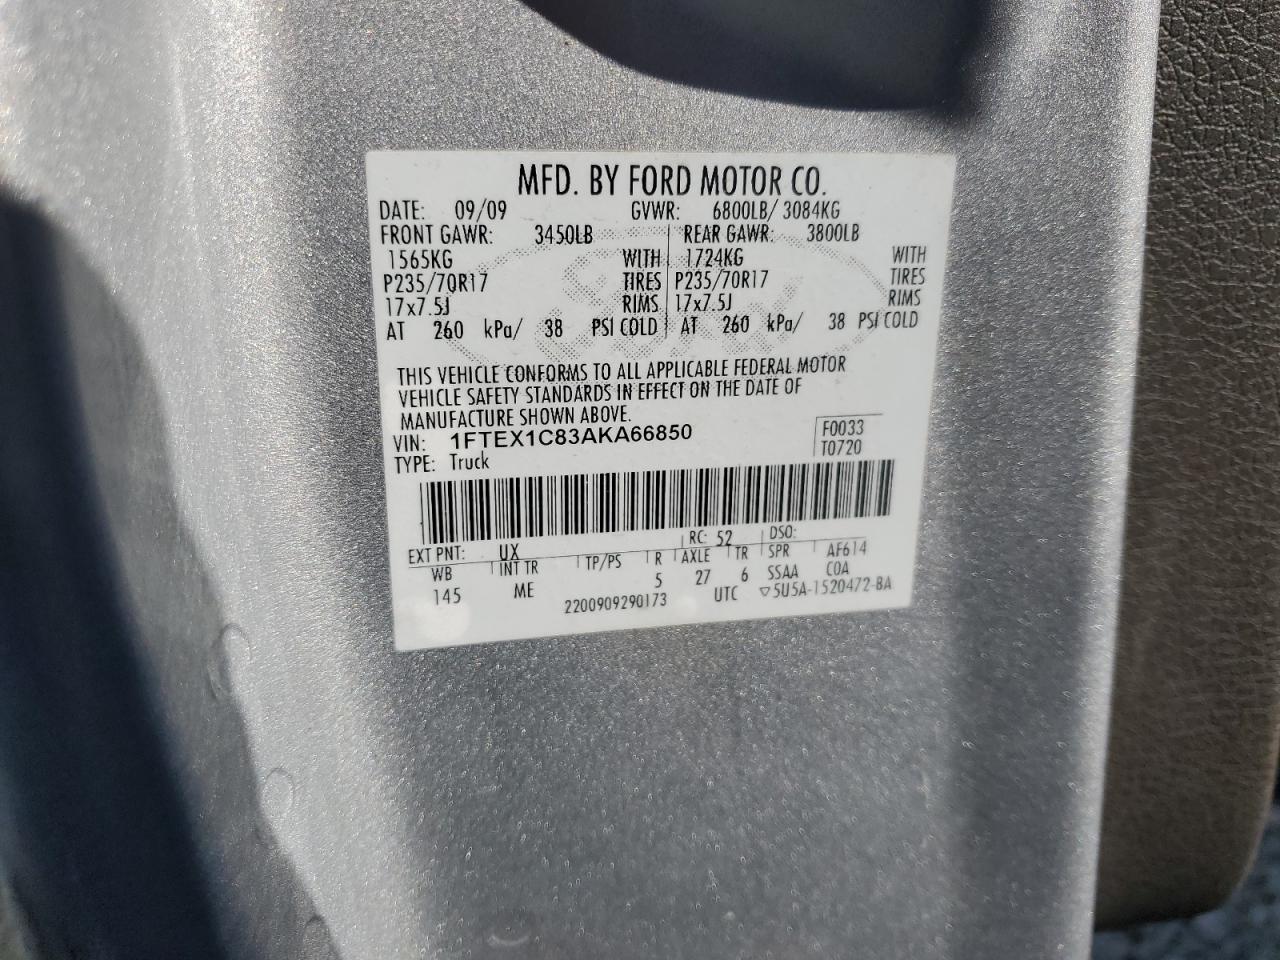 MFD. BY FORD MOTOR CO.
DATE: 09/09 GVWR: 6800LB/ 3084KG
FRONT GAWR: 3450LB REAR GAWR: 3800LB
1565KG WITH 1724KG WITH
P235/70R17 TIRES P235/70R17 TIRES
17x7.5J RIMS 17x7.5J RIMS
AT 260 kPa/ 38 PSI COLD AT 260 kPa/ 38 PSI COLD
THIS VEHICLE CONFORMS TO ALL APPLICABLE FEDERAL MOTOR
VEHICLE SAFETY STANDARDS IN EFFECT ON THE DATE OF
MANUFACTURE SHOWN ABOVE.
VIN: 1FTEX1C83AKA66850 F0033
TYPE: Truck T0720
EXT PNT: UX RC: 52 DSO:
WB INT TR TP/PS R AXLE TR SPR AF614
145 ME 5 27 6 SSAA COA
2200909290173 UTC ▽5U5A-1520472-BA